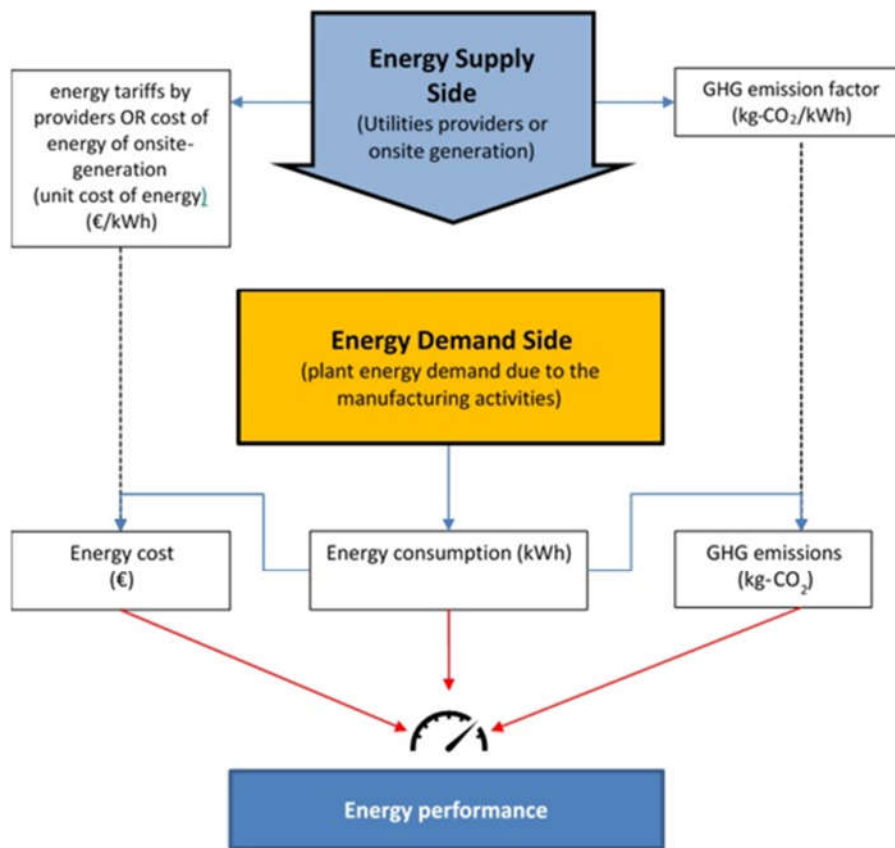 Energy Supply
Side
(Utilities providers or
onsite generation)
energy tariffs by
providers OR cost of
energy of onsite-
generation
(unit cost of energy)
(€/kWh)
GHG emission factor
(kg-CO₂/kWh)
Energy Demand Side
(plant energy demand due to the
manufacturing activities)
Energy cost
(€)
Energy consumption (kWh)
GHG emissions
(kg-CO₂)
Energy performance